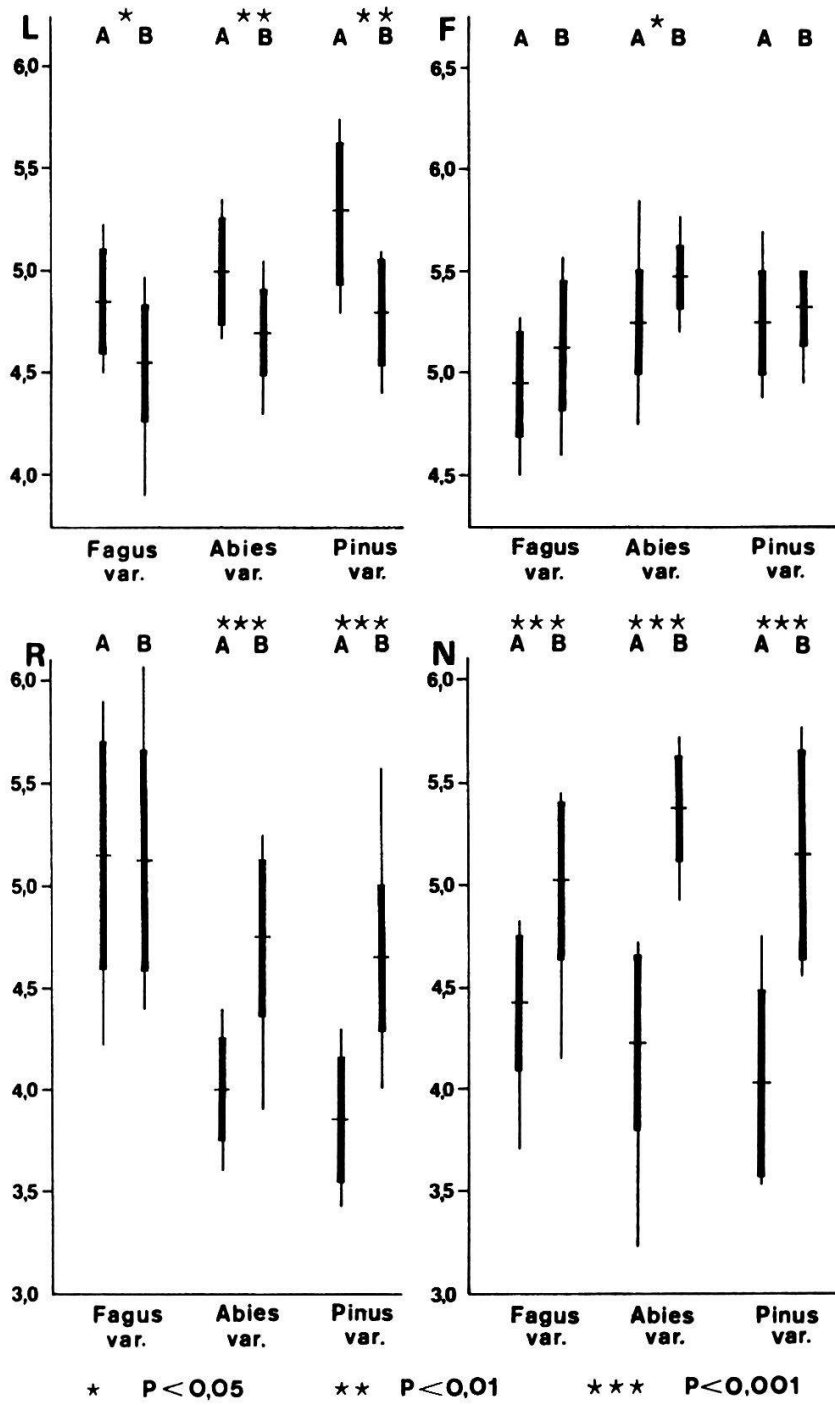 L
A * B
A ** B
A ** B
6,0
5,5
5,0
4,5
4,0
Fagus var.
Abies var.
Pinus var.
F
A B
A * B
A B
6,5
6,0
5,5
5,0
4,5
Fagus var.
Abies var.
Pinus var.
R
A B
***
A B
***
A B
6,0
5,5
5,0
4,5
4,0
3,5
3,0
Fagus var.
Abies var.
Pinus var.
N
***
A B
***
A B
***
A B
6,0
5,5
5,0
4,5
4,0
3,5
3,0
Fagus var.
Abies var.
Pinus var.
* P<0,05 ** P<0,01 *** P<0,001